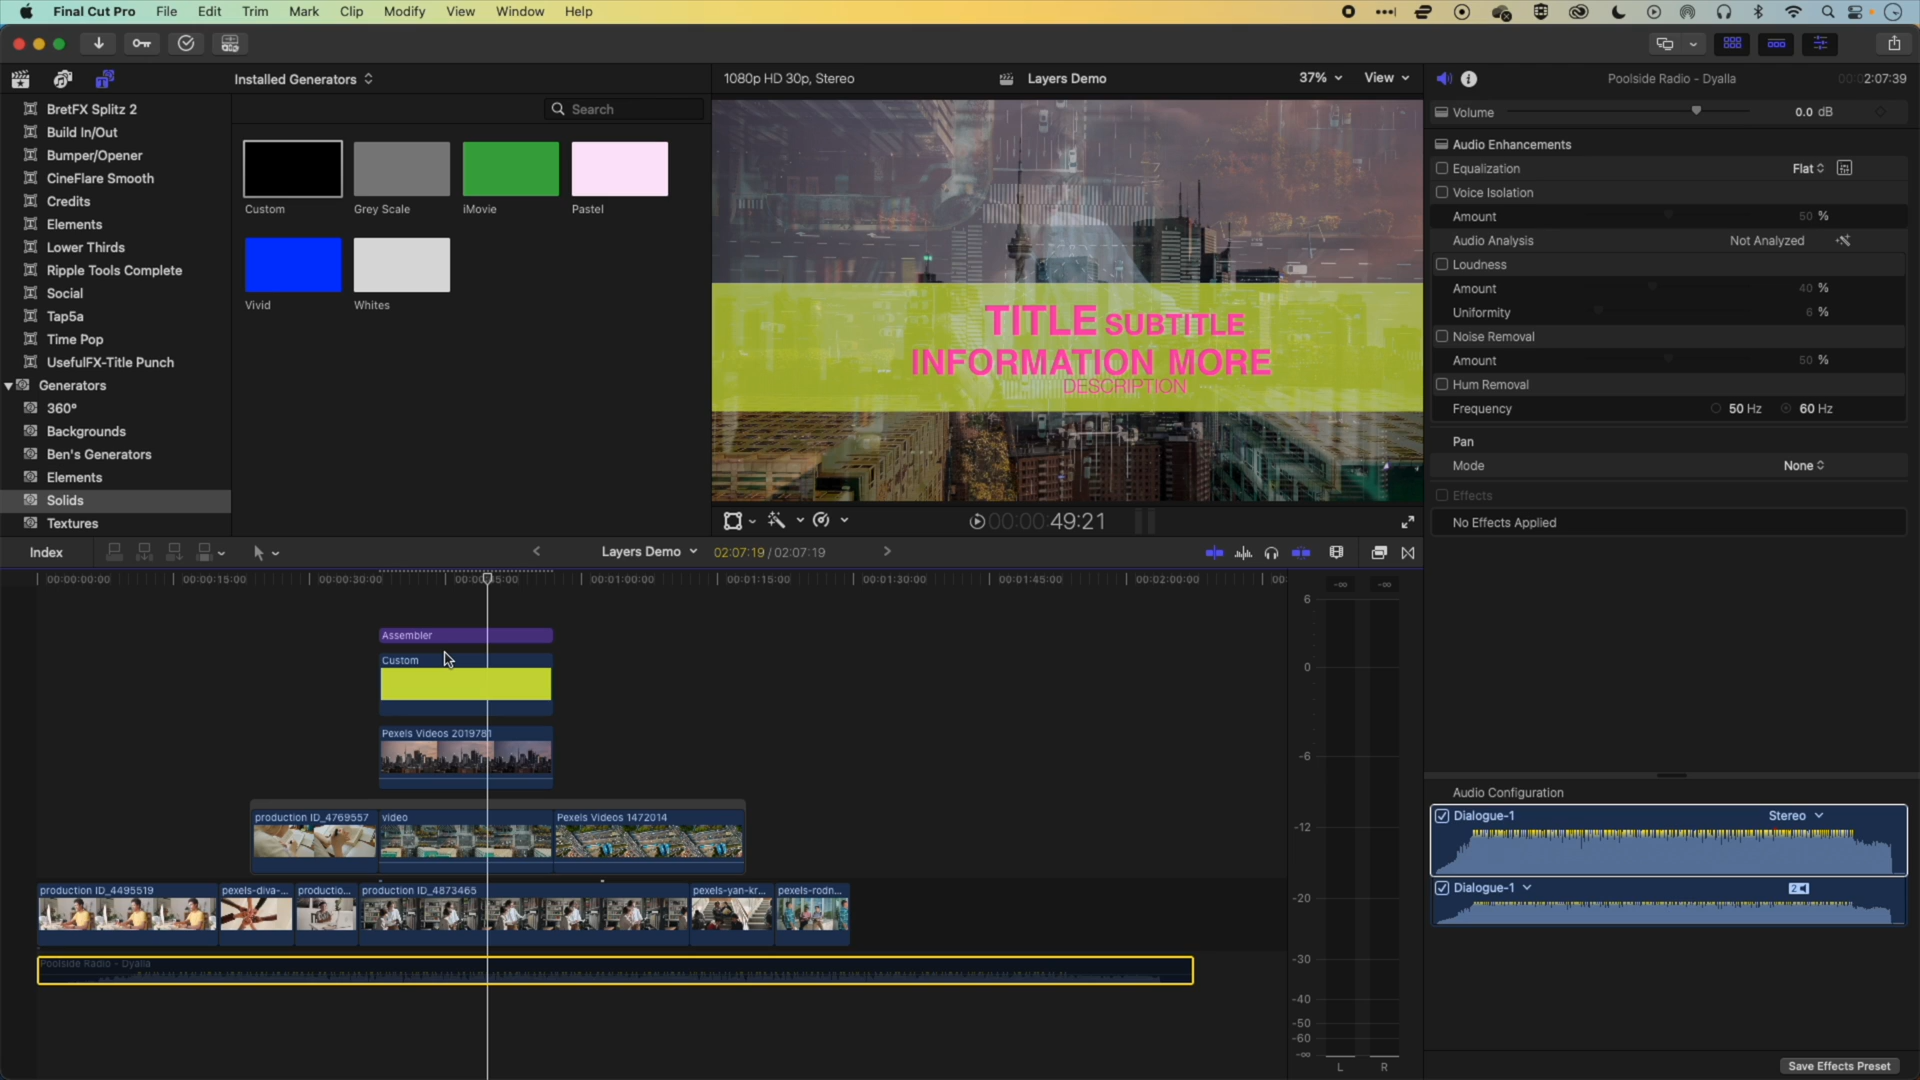 Final Cut Pro File Edit Trim Mark Clip Modify View Window Help
Installed Generators
1080p HD 30p, Stereo
Layers Demo
37% View
Poolside Radio - Dyalla
00:02:07:39
BretFX Splitz 2
Build In/Out
Bumper/Opener
CineFlare Smooth
Credits
Elements
Lower Thirds
Ripple Tools Complete
Social
Tap5a
Time Pop
UsefulFX-Title Punch
Generators
360°
Backgrounds
Ben's Generators
Elements
Solids
Textures
Search
Custom
Grey Scale
iMovie
Pastel
Vivid
Whites
TITLE SUBTITLE
INFORMATION MORE
DESCRIPTION
00:00:49:21
Volume 0.0 dB
Audio Enhancements
Equalization Flat
Voice Isolation
Amount 50 %
Audio Analysis Not Analyzed
Loudness
Amount 40 %
Uniformity 6 %
Noise Removal
Amount 50 %
Hum Removal
Frequency 50 Hz 60 Hz
Pan
Mode None
Effects
No Effects Applied
Index
Layers Demo
02:07:19 / 02:07:19
00:00:00:00
00:00:15:00
00:00:30:00
00:01:00:00
00:01:15:00
00:01:30:00
00:01:45:00
00:02:00:00
Assembler
Custom
Pexels Videos 2019781
production ID_4769557
video
Pexels Videos 1472014
production ID_4495519
pexels-diva-...
productio...
production ID_4873465
pexels-yan-kr...
pexels-rodn...
Poolside Radio - Dyalla
-∞ -∞
6
0
-6
-12
-20
-30
-40
-50
-60
-∞
L R
Audio Configuration
Dialogue-1 Stereo
Dialogue-1 2
Save Effects Preset